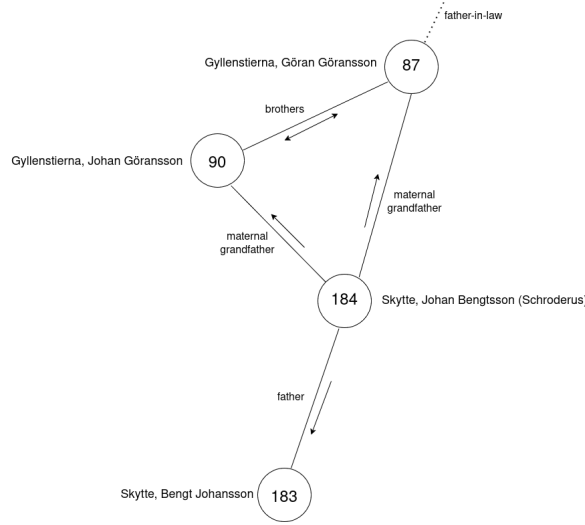 father-in-law
Gyllenstierna, Göran Göransson
87
brothers
Gyllenstierna, Johan Göransson
90
maternal
grandfather
maternal
grandfather
184
Skytte, Johan Bengtsson (Schroderus)
father
Skytte, Bengt Johansson
183